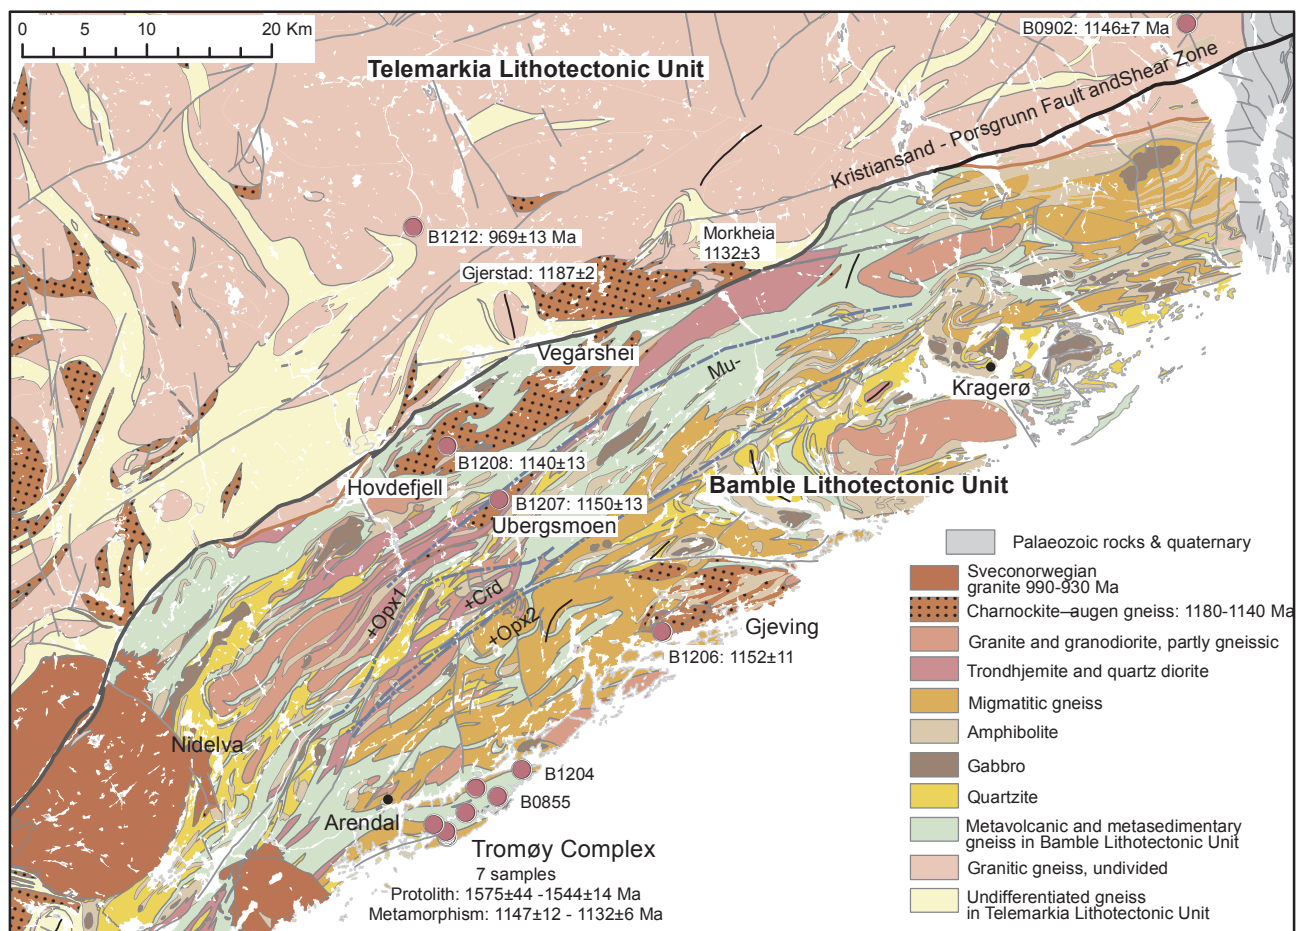 0 5 10 20 Km
B0902: 1146±7 Ma
Telemarkia Lithotectonic Unit
Kristiansand - Porsgrunn Fault andShear Zone
B1212: 969±13 Ma
Morkheia
1132±3
Gjerstad: 1187±2
Vegårshei
Mu-
Kragerø
B1208: 1140±13
Hovdefjell
Bamble Lithotectonic Unit
B1207: 1150±13
Ubergsmoen
+Opx1
+Crd
+Opx2
Gjeving
B1206: 1152±11
Nidelva
B1204
B0855
Arendal
Tromøy Complex
7 samples
Protolith: 1575±44 -1544±14 Ma
Metamorphism: 1147±12 - 1132±6 Ma
Palaeozoic rocks & quaternary
Sveconorwegian
granite 990-930 Ma
Charnockite–augen gneiss: 1180-1140 Ma
Granite and granodiorite, partly gneissic
Trondhjemite and quartz diorite
Migmatitic gneiss
Amphibolite
Gabbro
Quartzite
Metavolcanic and metasedimentary
gneiss in Bamble Lithotectonic Unit
Granitic gneiss, undivided
Undifferentiated gneiss
in Telemarkia Lithotectonic Unit